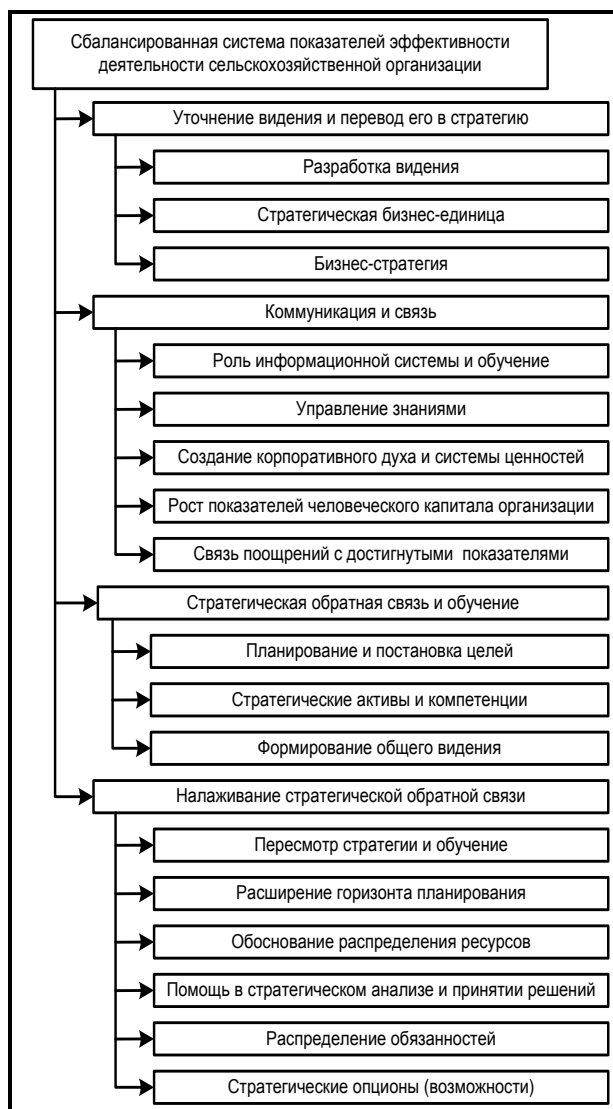 Сбалансированная система показателей эффективности
деятельности сельскохозяйственной организации
Уточнение видения и перевод его в стратегию
Разработка видения
Стратегическая бизнес-единица
Бизнес-стратегия
Коммуникация и связь
Роль информационной системы и обучение
Управление знаниями
Создание корпоративного духа и системы ценностей
Рост показателей человеческого капитала организации
Связь поощрений с достигнутыми показателями
Стратегическая обратная связь и обучение
Планирование и постановка целей
Стратегические активы и компетенции
Формирование общего видения
Налаживание стратегической обратной связи
Пересмотр стратегии и обучение
Расширение горизонта планирования
Обоснование распределения ресурсов
Помощь в стратегическом анализе и принятии решений
Распределение обязанностей
Стратегические опционы (возможности)